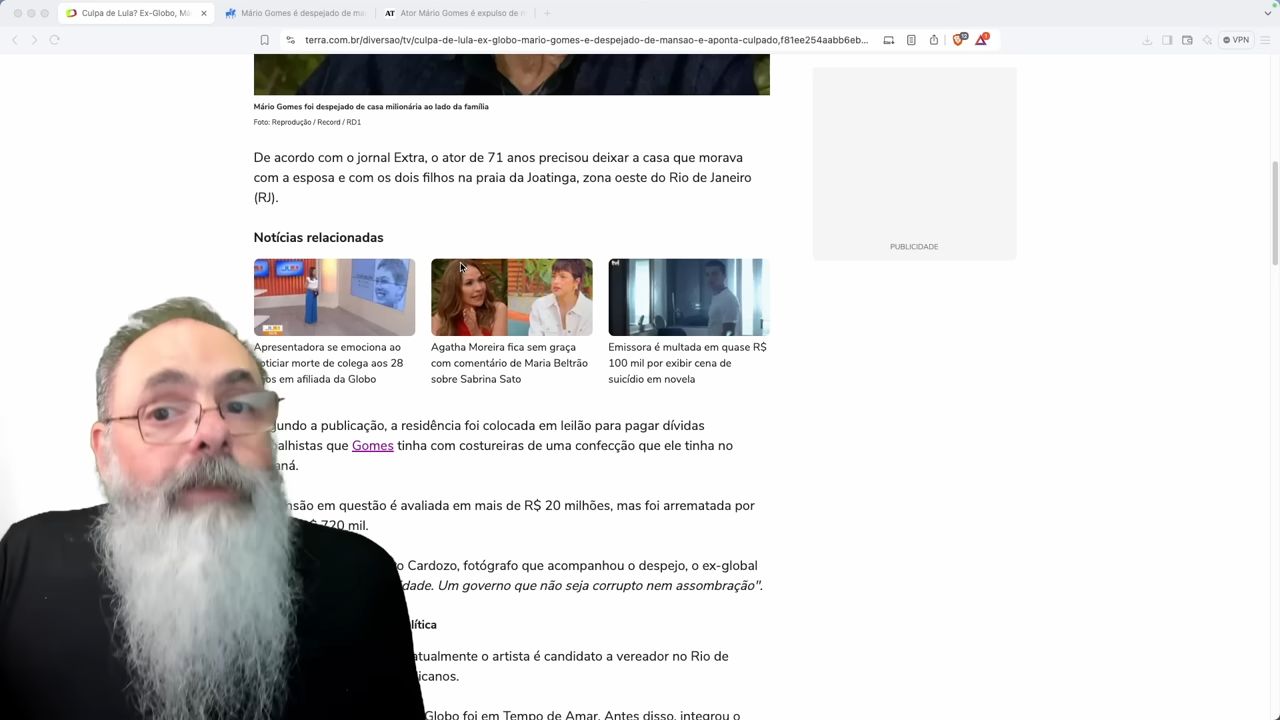 Culpa de Lula? Ex-Globo, Má
Mário Gomes é despejado de ma
AT Ator Mário Gomes é expulso de m
terra.com.br/diversao/tv/culpa-de-lula-ex-globo-mario-gomes-e-despejado-de-mansao-e-aponta-culpado,f81ee254aabb6eb...
VPN
Mário Gomes foi despejado de casa milionária ao lado da família
Foto: Reprodução / Record / RD1
De acordo com o jornal Extra, o ator de 71 anos precisou deixar a casa que morava
com a esposa e com os dois filhos na praia da Joatinga, zona oeste do Rio de Janeiro
(RJ).
PUBLICIDADE
Notícias relacionadas
Apresentadora se emociona ao
oticiar morte de colega aos 28
os em afiliada da Globo
Agatha Moreira fica sem graça
com comentário de Maria Beltrão
sobre Sabrina Sato
Emissora é multada em quase R$
100 mil por exibir cena de
suicídio em novela
gundo a publicação, a residência foi colocada em leilão para pagar dívidas
alhistas que Gomes tinha com costureiras de uma confecção que ele tinha no
aná.
nsão em questão é avaliada em mais de R$ 20 milhões, mas foi arrematada por
$ 720 mil.
o Cardozo, fotógrafo que acompanhou o despejo, o ex-global
idade. Um governo que não seja corrupto nem assombração".
lítica
atualmente o artista é candidato a vereador no Rio de
icanos.
Globo foi em Tempo de Amar. Antes disso, integrou o